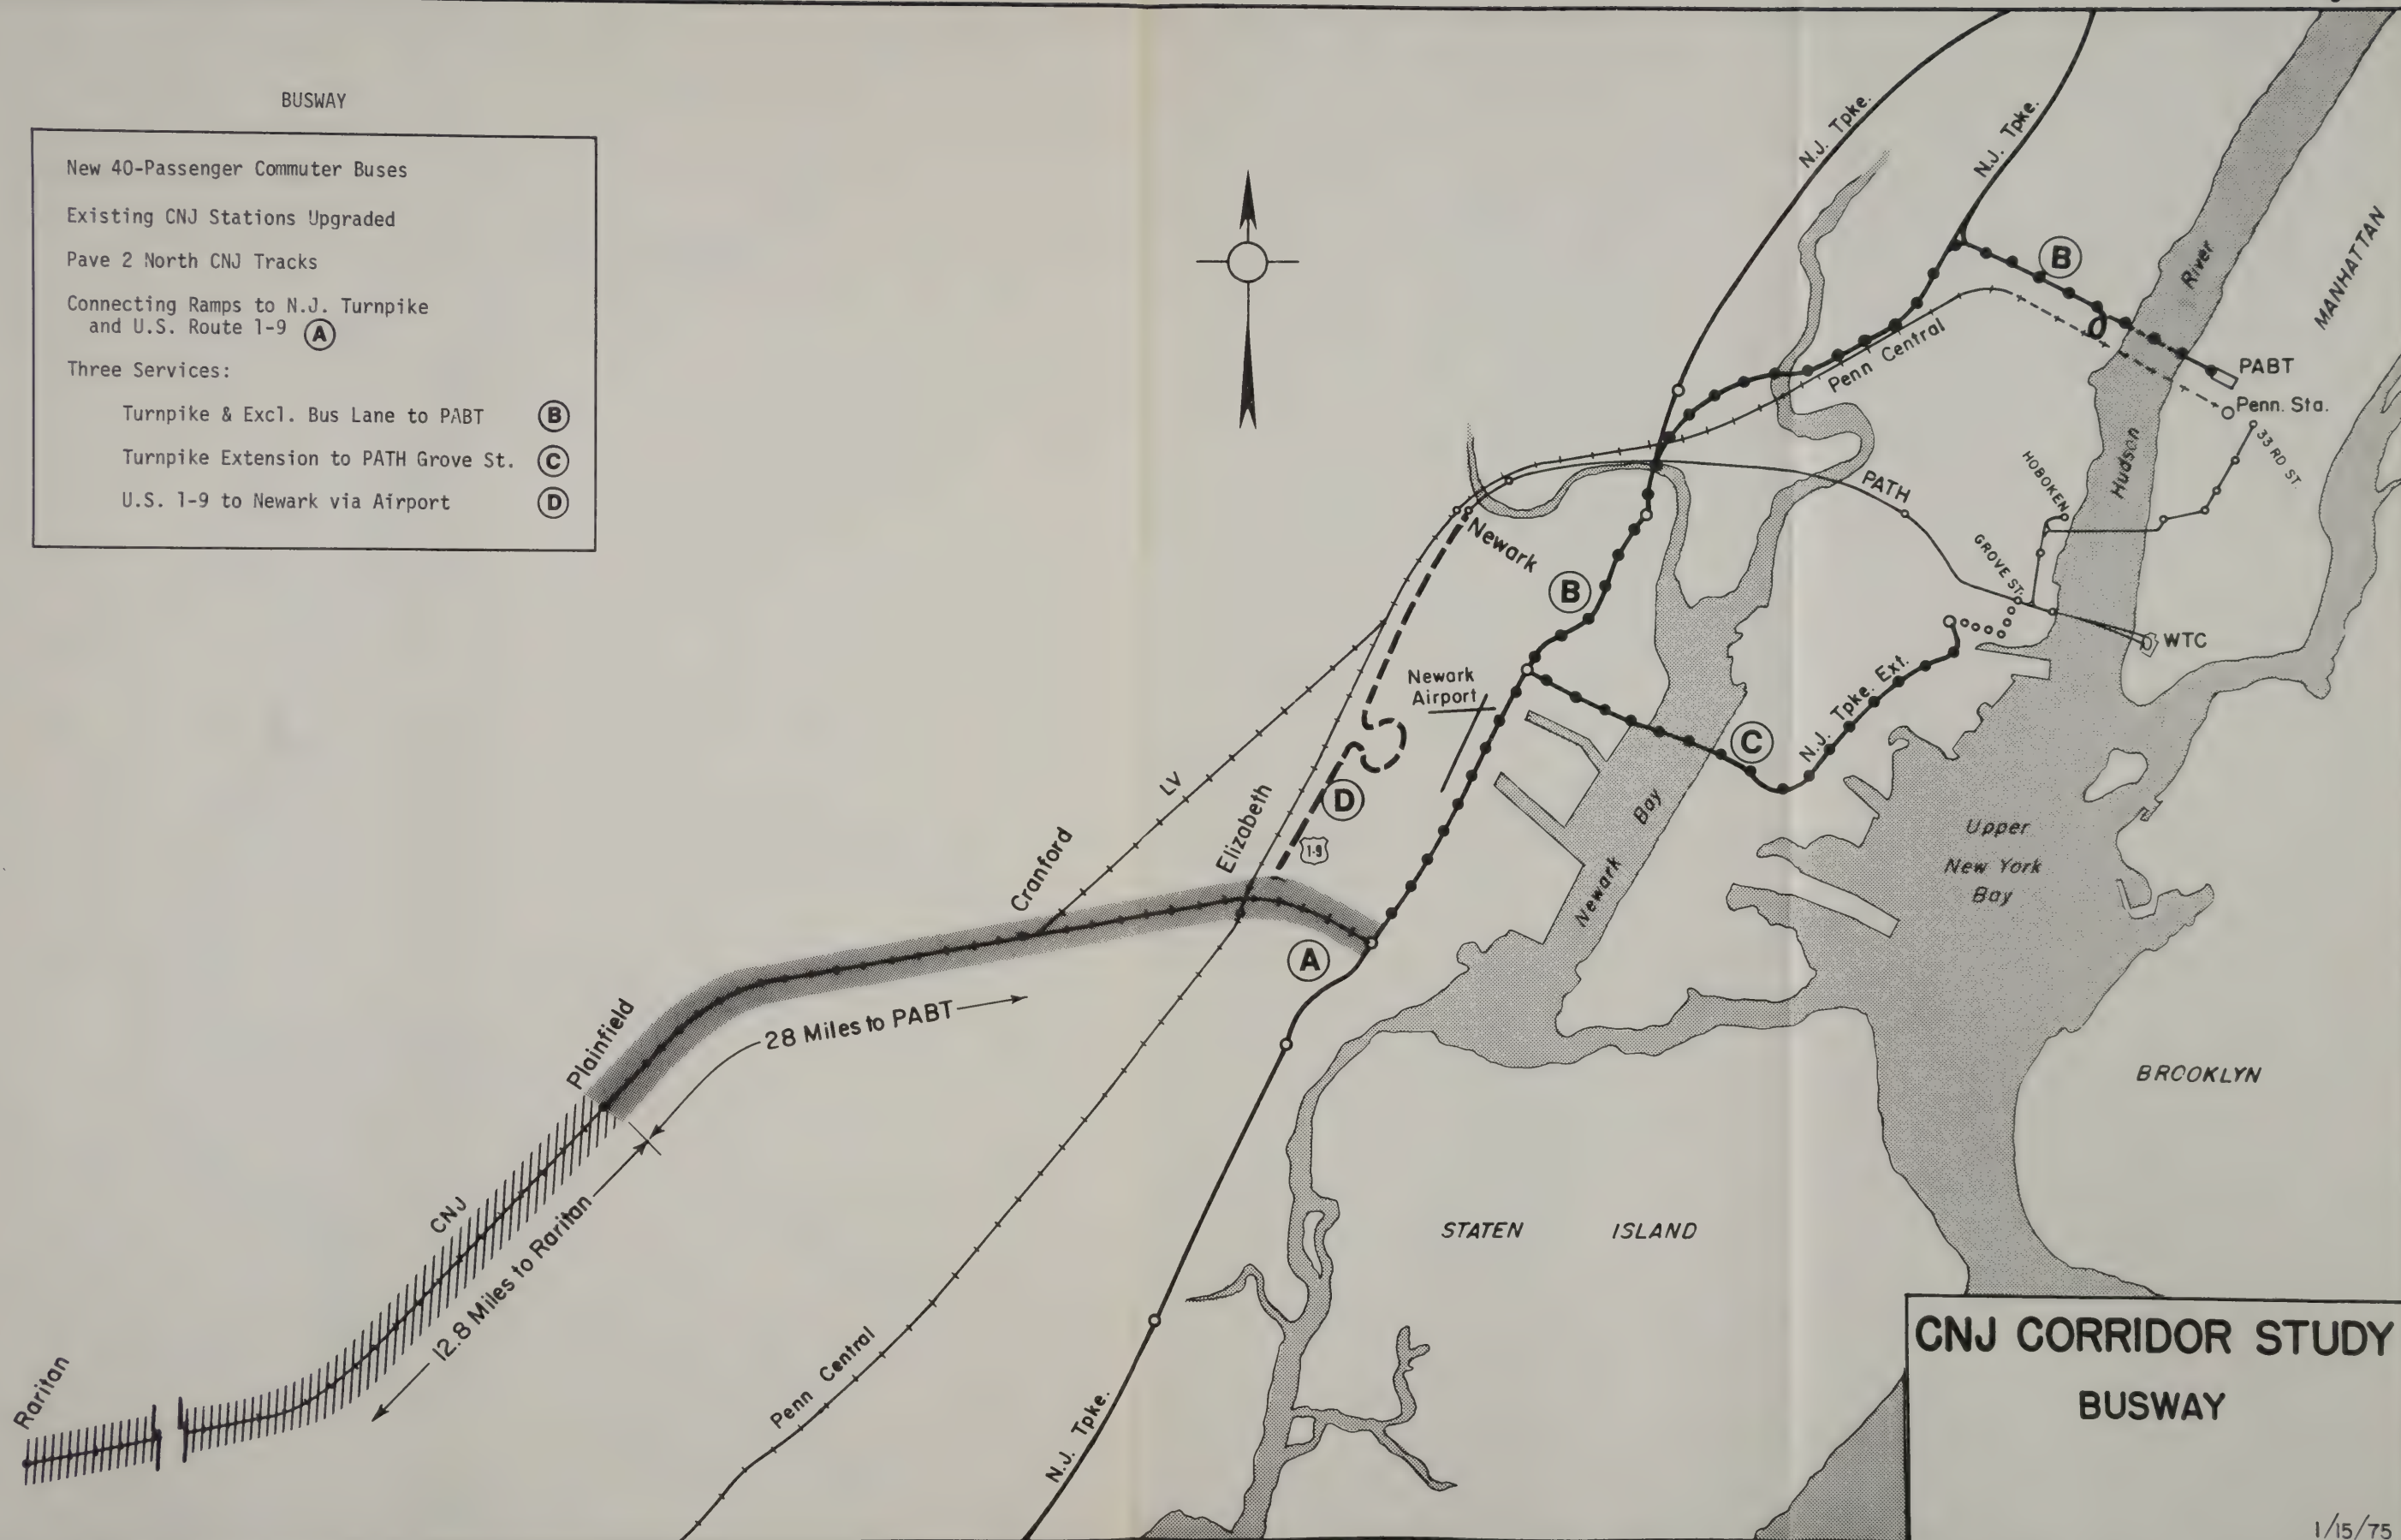 BUSWAY
New 40-Passenger Commuter Buses
Existing CNJ Stations Upgraded
Pave 2 North CNJ Tracks
Connecting Ramps to N.J. Turnpike
and U.S. Route 1-9 A
Three Services:
Turnpike & Excl. Bus Lane to PABT B
Turnpike Extension to PATH Grove St. C
U.S. 1-9 to Newark via Airport D
N.J. Tpke.
N.J. Tpke.
B
River
MANHATTAN
Penn Central
PABT
Penn. Sta.
33RD ST.
HOBOKEN
Hudson
PATH
GROVE ST.
Newark
B
WTC
Newark
Airport
N.J. Tpke. Ext.
C
LV
D
Elizabeth
1-9
Bay
Newark
Upper
New York
Bay
Cranford
A
Plainfield
28 Miles to PABT
BROOKLYN
CNJ
12.8 Miles to Raritan
STATEN ISLAND
Raritan
Penn Central
N.J. Tpke.
CNJ CORRIDOR STUDY
BUSWAY
1/15/75